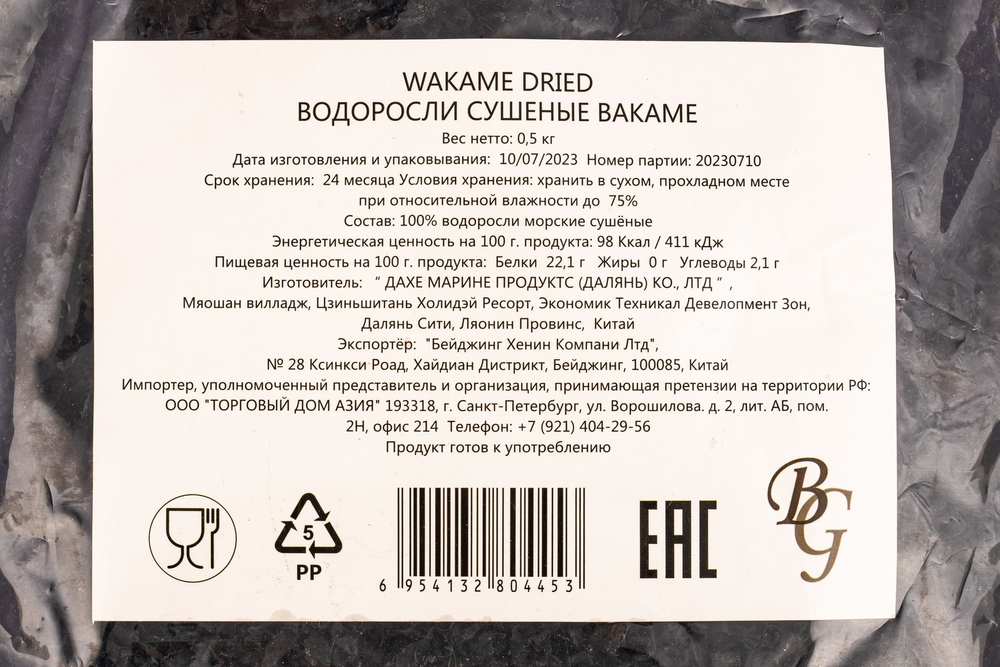 WAKAME DRIED
ВОДОРОСЛИ СУШЕНЫЕ ВАКАМЕ
Вес нетто: 0,5 кг
Дата изготовления и упаковывания: 10/07/2023 Номер партии: 20230710
Срок хранения: 24 месяца Условия хранения: хранить в сухом, прохладном месте
при относительной влажности до 75%
Состав: 100% водоросли морские сушёные
Энергетическая ценность на 100 г. продукта: 98 Ккал / 411 кДж
Пищевая ценность на 100 г. продукта: Белки 22,1 г Жиры 0 г Углеводы 2,1 г
Изготовитель: “ ДАХЕ МАРИНЕ ПРОДУКТС (ДАЛЯНЬ) КО., ЛТД ” ,
Мяошан вилладж, Цзиньшитань Холидэй Ресорт, Экономик Техникал Девелопмент Зон,
Далянь Сити, Ляонин Провинс, Китай
Экспортёр: "Бейджинг Хенин Компани Лтд",
№ 28 Ксинкси Роад, Хайдиан Дистрикт, Бейджинг, 100085, Китай
Импортер, уполномоченный представитель и организация, принимающая претензии на территории РФ:
ООО "ТОРГОВЫЙ ДОМ АЗИЯ" 193318, г. Санкт-Петербург, ул. Ворошилова. д. 2, лит. АБ, пом.
2Н, офис 214 Телефон: +7 (921) 404-29-56
Продукт готов к употреблению
5
PP
6 954132 804453
EAC
BG